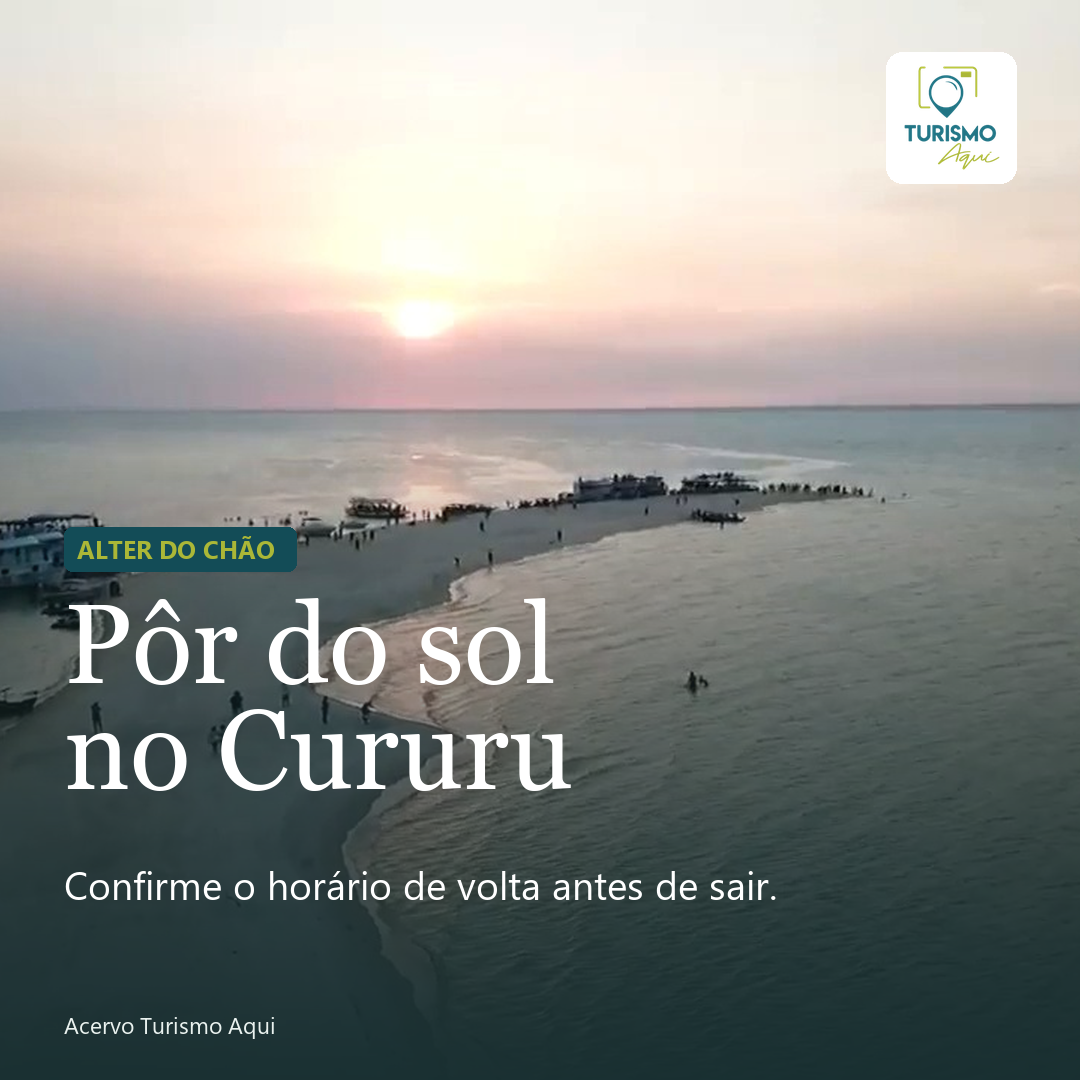 TURISMO
Aqui
ALTER DO CHÃO
Pôr do sol
no Cururu
Confirme o horário de volta antes de sair.
Acervo Turismo Aqui